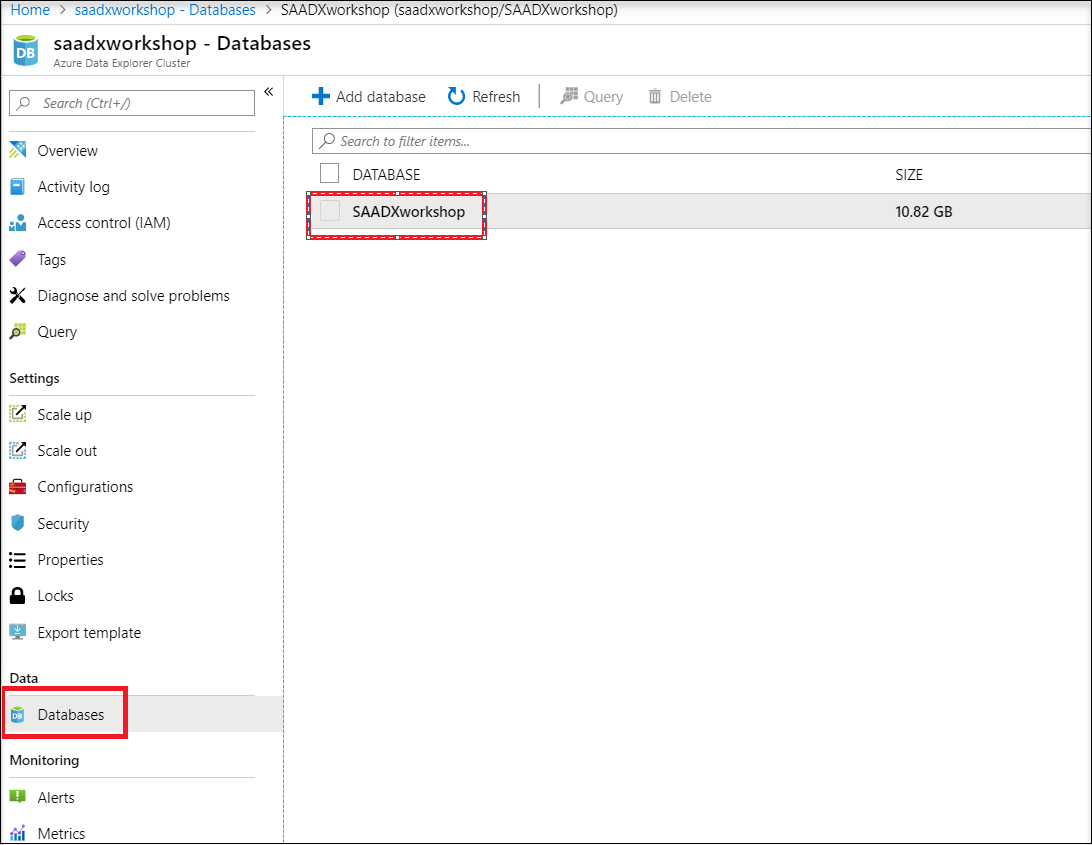 Home > saadxworkshop - Databases > SAADXworkshop (saadxworkshop/SAADXworkshop)
saadxworkshop - Databases
Azure Data Explorer Cluster
Search (Ctrl+/)
«
Overview
Activity log
Access control (IAM)
Tags
Diagnose and solve problems
Query
Settings
Scale up
Scale out
Configurations
Security
Properties
Locks
Export template
Data
Databases
Monitoring
Alerts
Metrics
Add database Refresh Query Delete
Search to filter items...
DATABASE SIZE
SAADXworkshop 10.82 GB